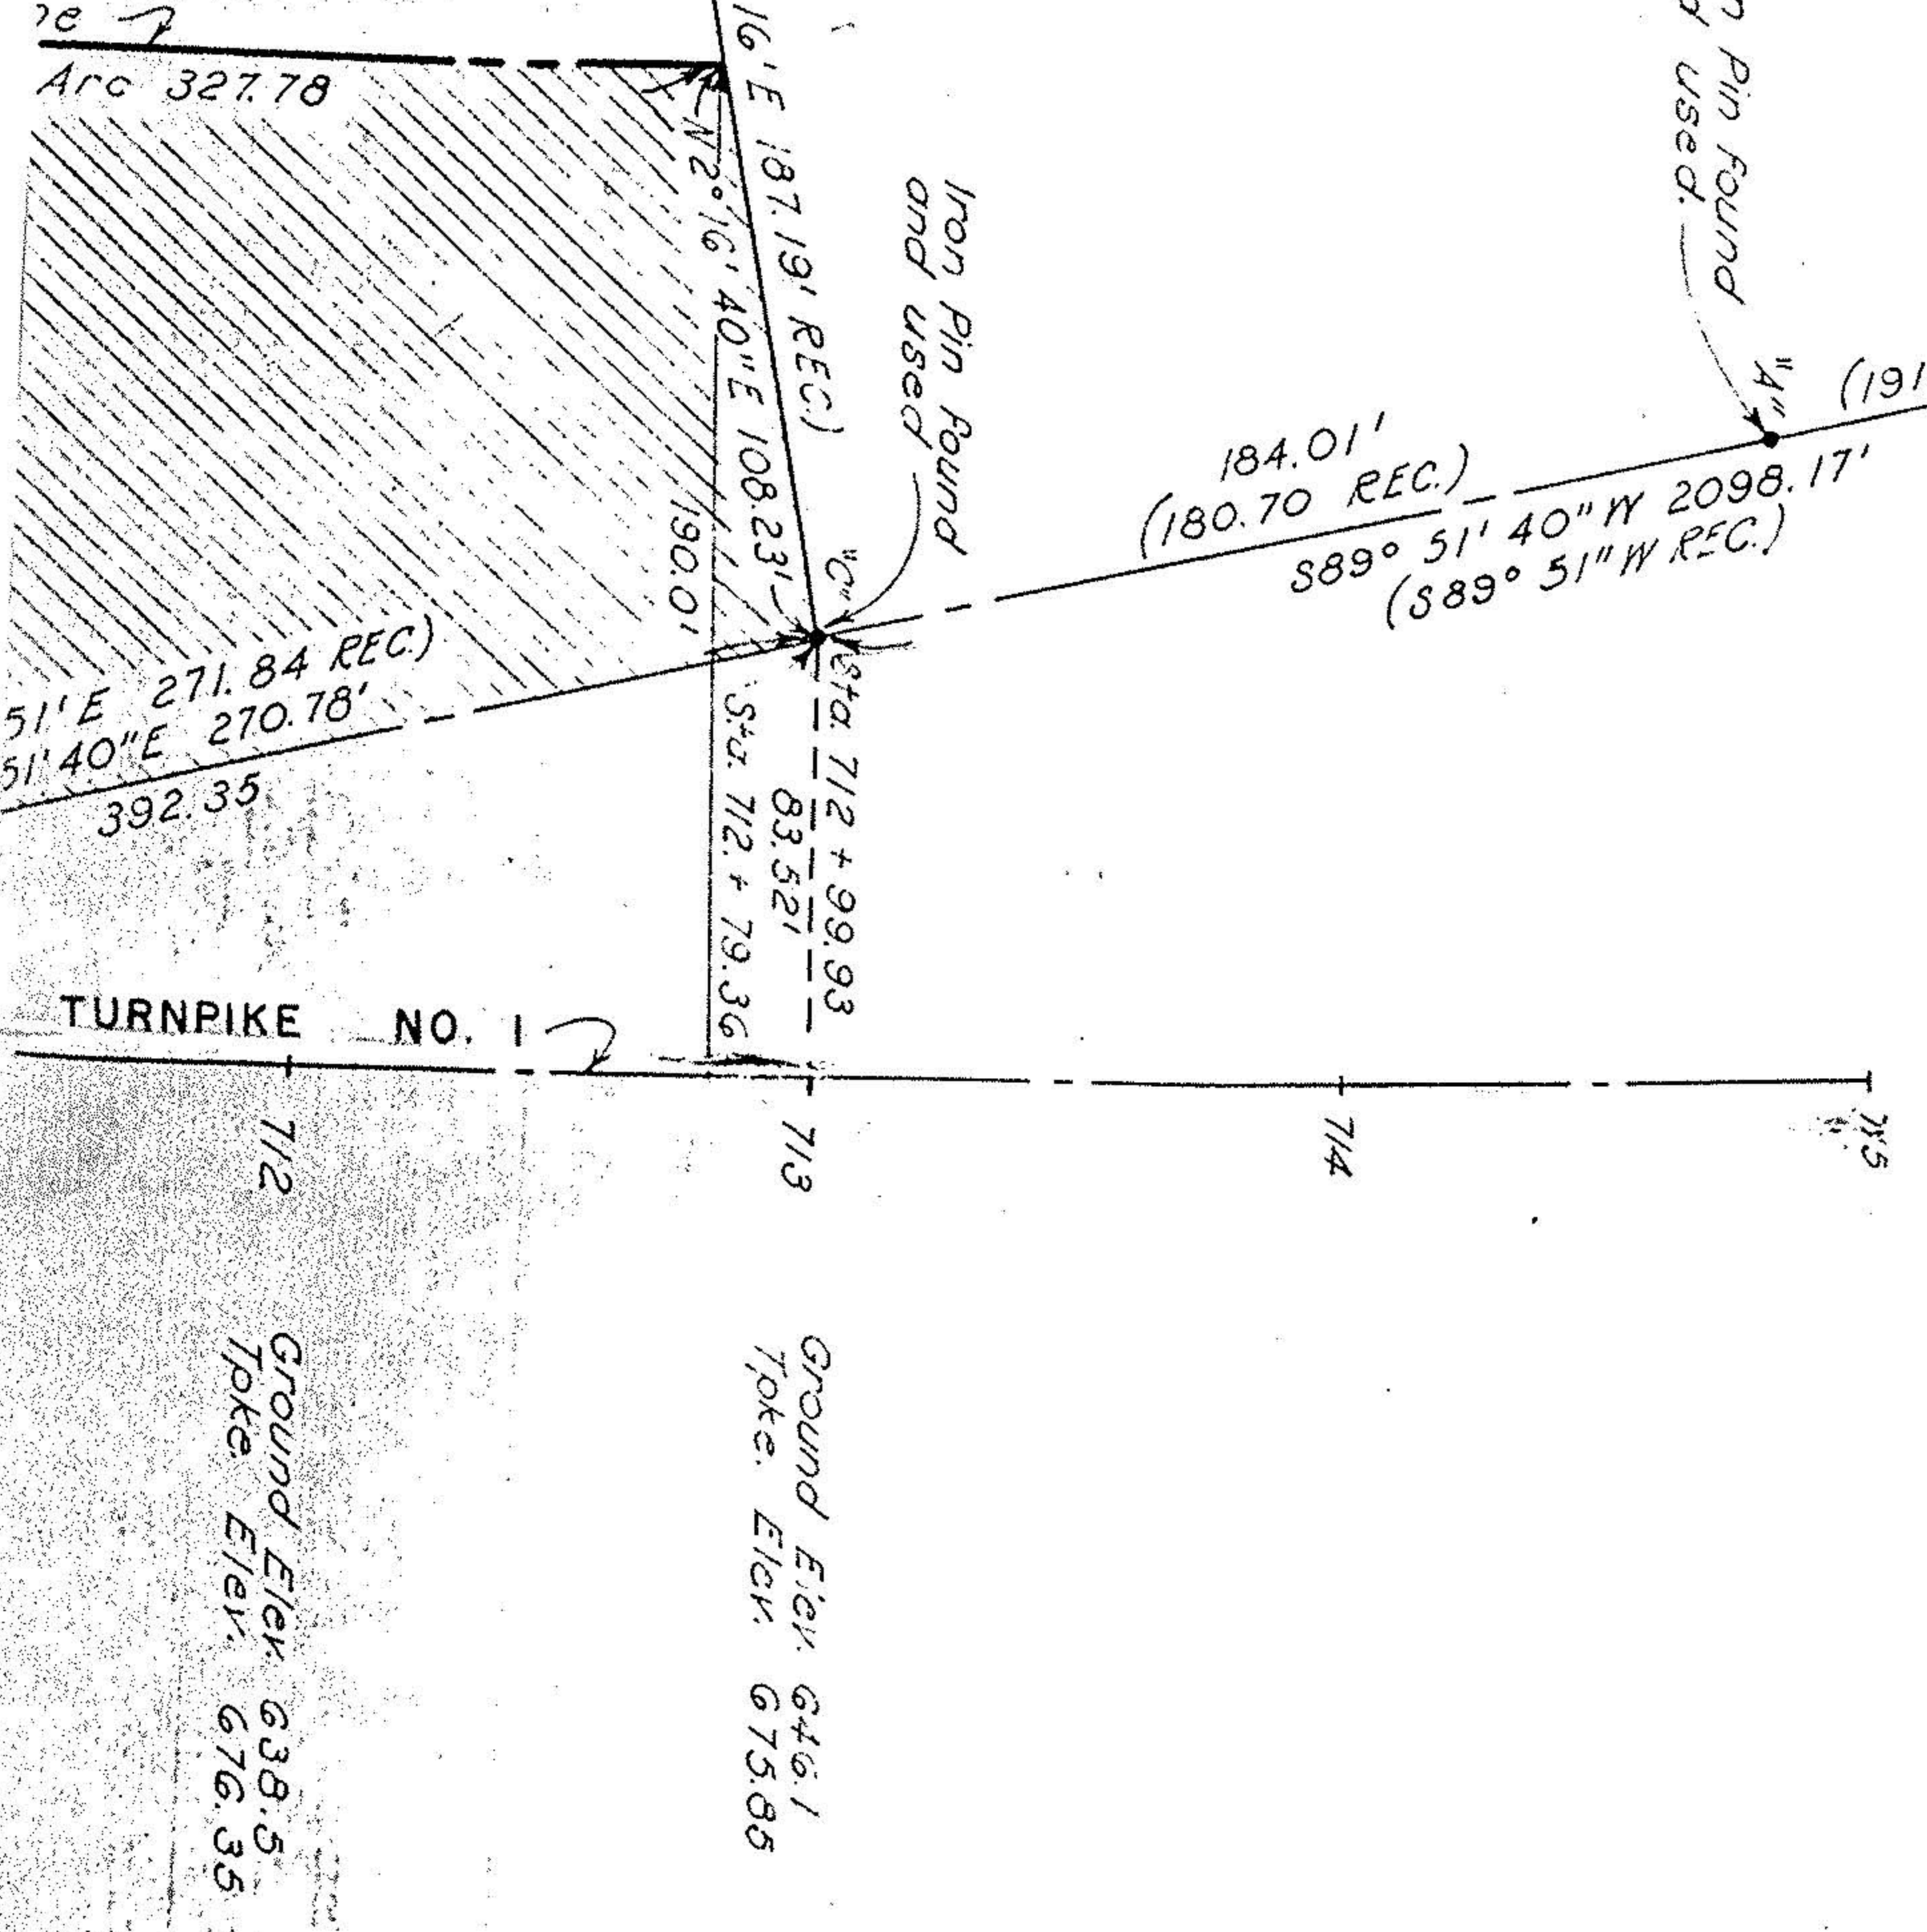 Arc 327.78
16'E 187.19' REC.)
N2°16'40"E 108.23'
190.0'
Iron Pin Found
and used
Pin Found
used.
"A"
(191
184.01'
(180.70 REC.)
S89° 51' 40" W 2098.17'
(S89° 51" W REC.)
"C"
51'E 271.84 REC.)
51'40"E 270.78'
392.35
Sta. 712 + 99.93
83.52'
Sta. 712 + 79.36
TURNPIKE NO. 1
712
713
714
715
Ground Elev. 646.1
Tpke. Elev. 675.85
Ground Elev. 638.5
Tpke. Elev. 676.35